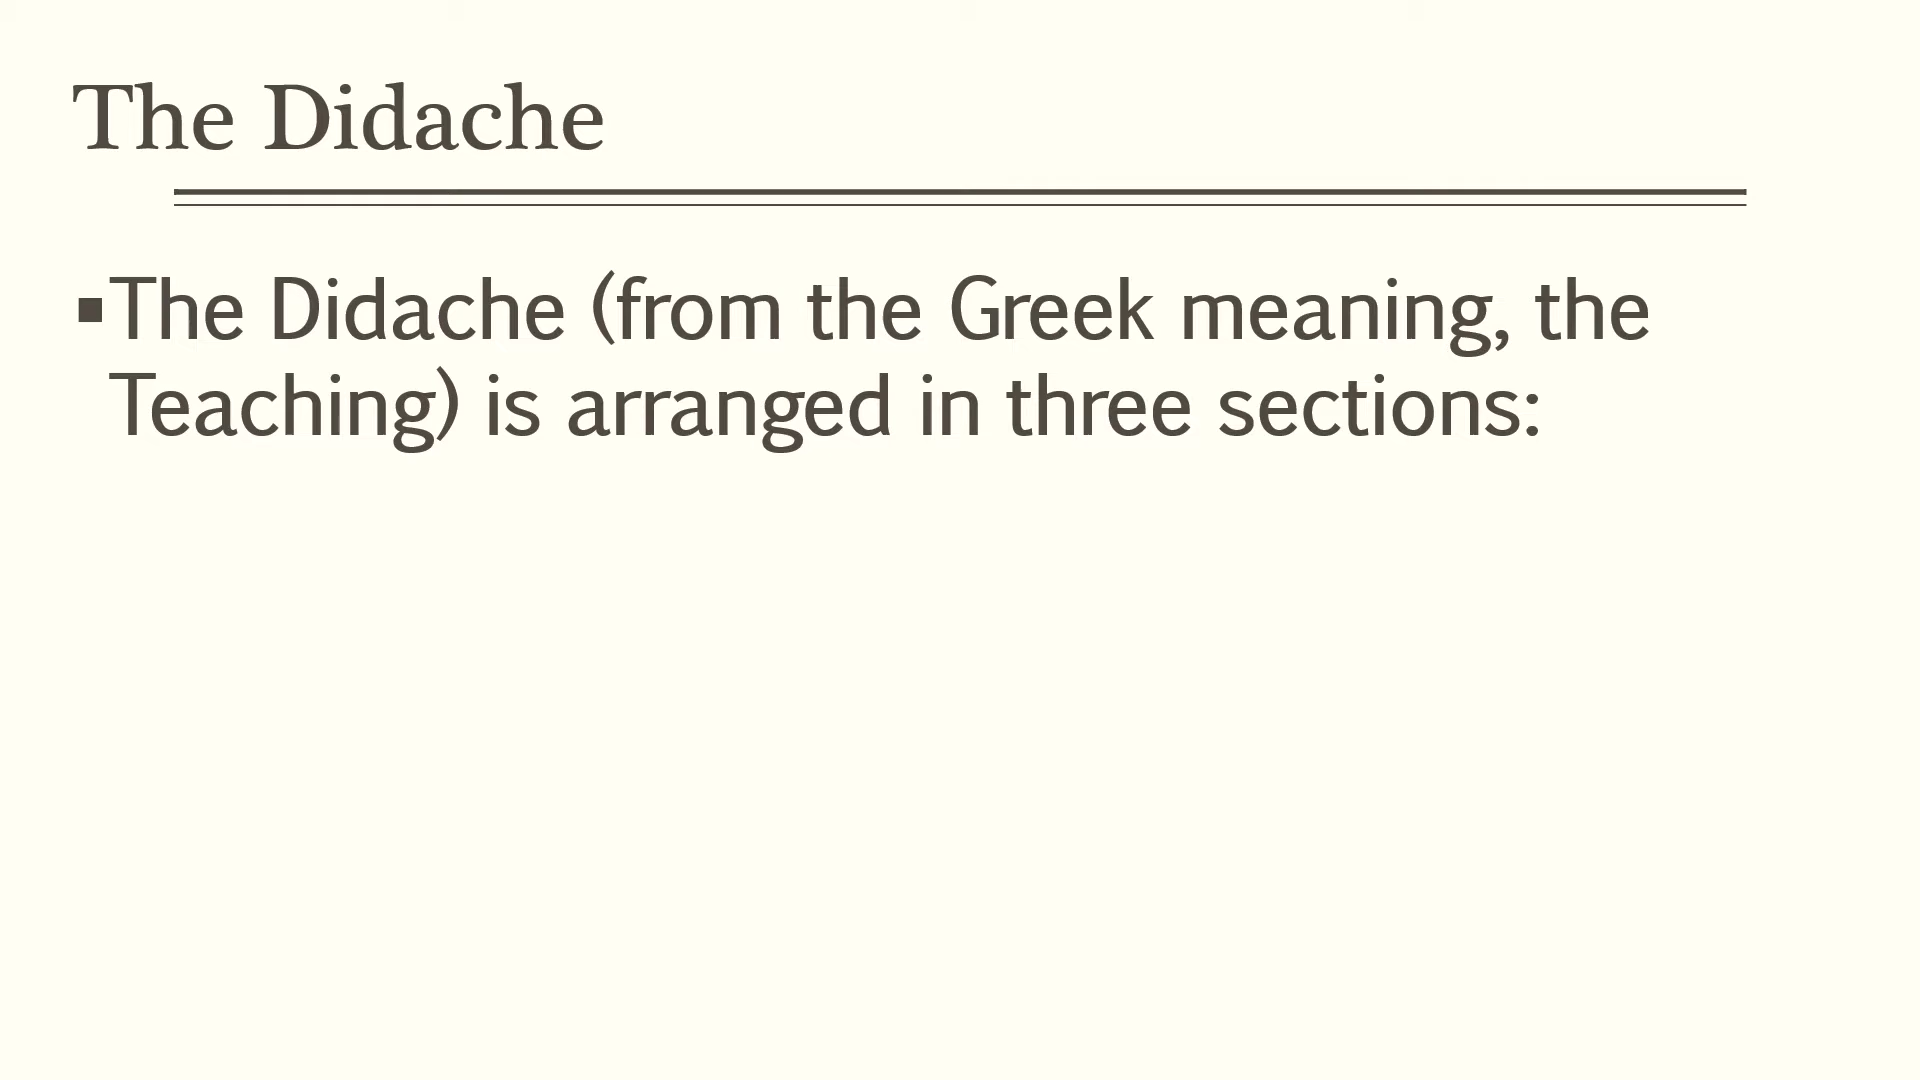 The Didache
▪The Didache (from the Greek meaning, the
Teaching) is arranged in three sections: